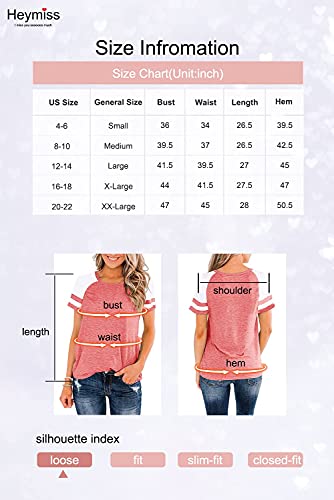 Heymiss
I miss you sooooooo much
Size Infromation
Size Chart(Unit:inch)
US Size General Size Bust Waist Length Hem
4-6 Small 36 34 26.5 39.5
8-10 Medium 39.5 37 26.5 42.5
12-14 Large 41.5 39.5 27 45
16-18 X-Large 44 41.5 27.5 47
20-22 XX-Large 47 45 28 50.5
shoulder
bust
length
waist
hem
silhouette index
loose fit slim-fit closed-fit